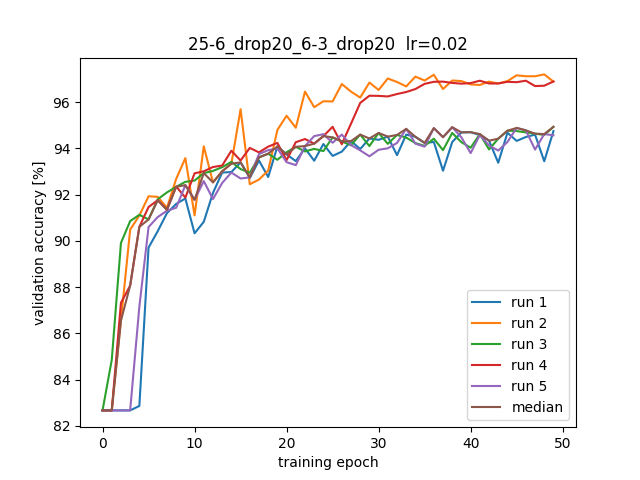 25-6_drop20_6-3_drop20 lr=0.02
validation accuracy [%]
96
94
92
90
88
86
84
82
0
10
20
30
40
50
training epoch
run 1
run 2
run 3
run 4
run 5
median